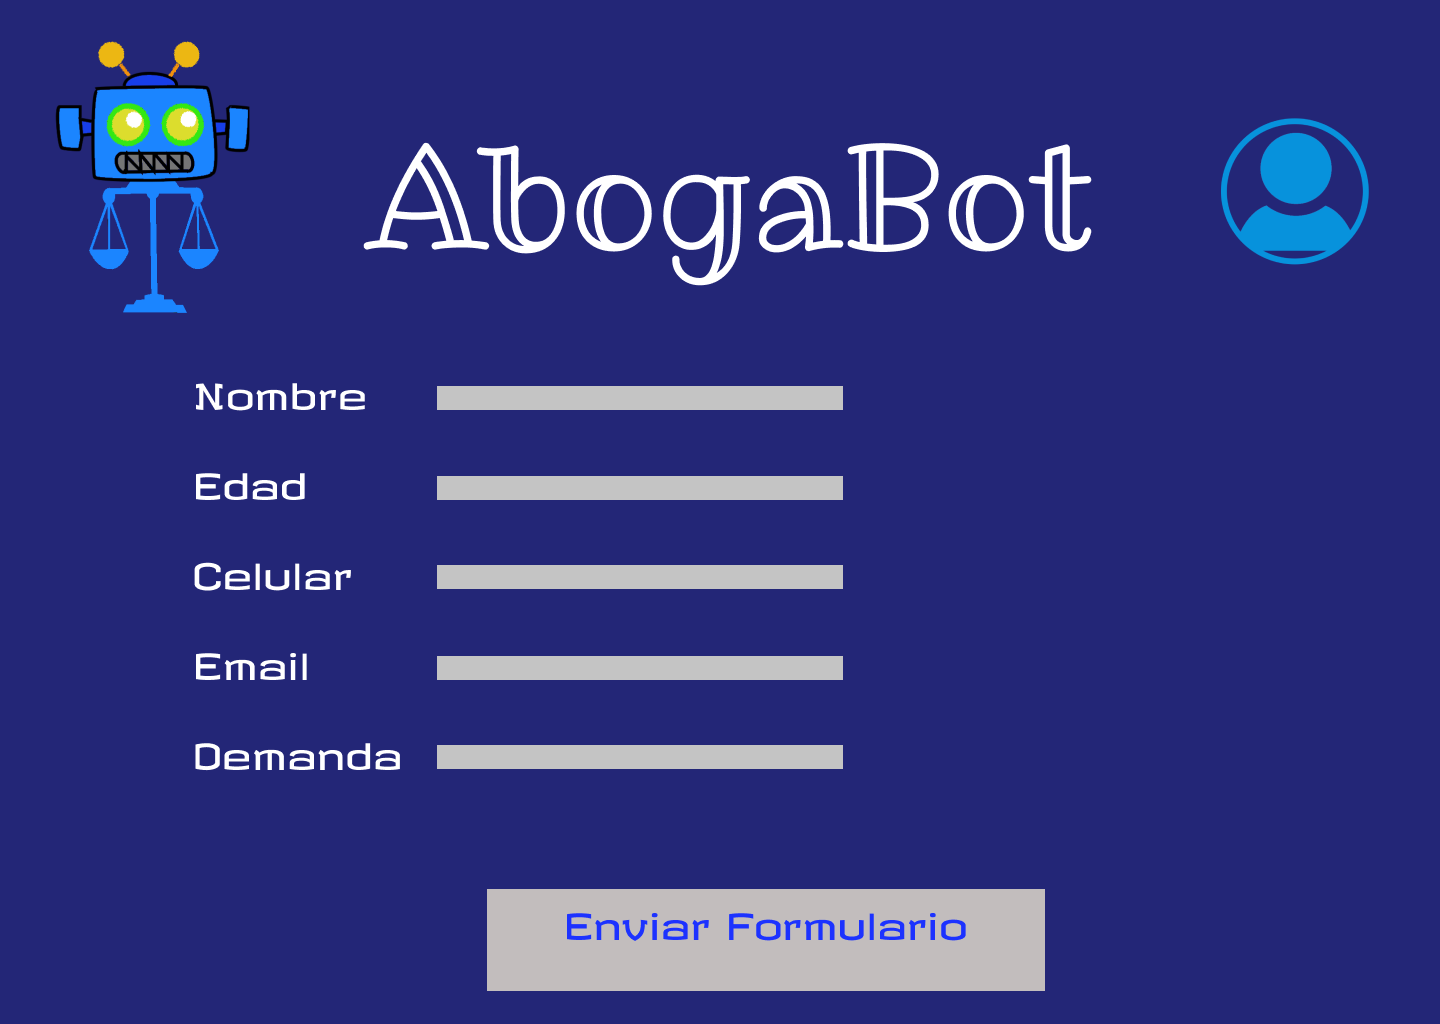 AbogaBot
Nombre
Edad
Celular
Email
Demanda
Enviar Formulario